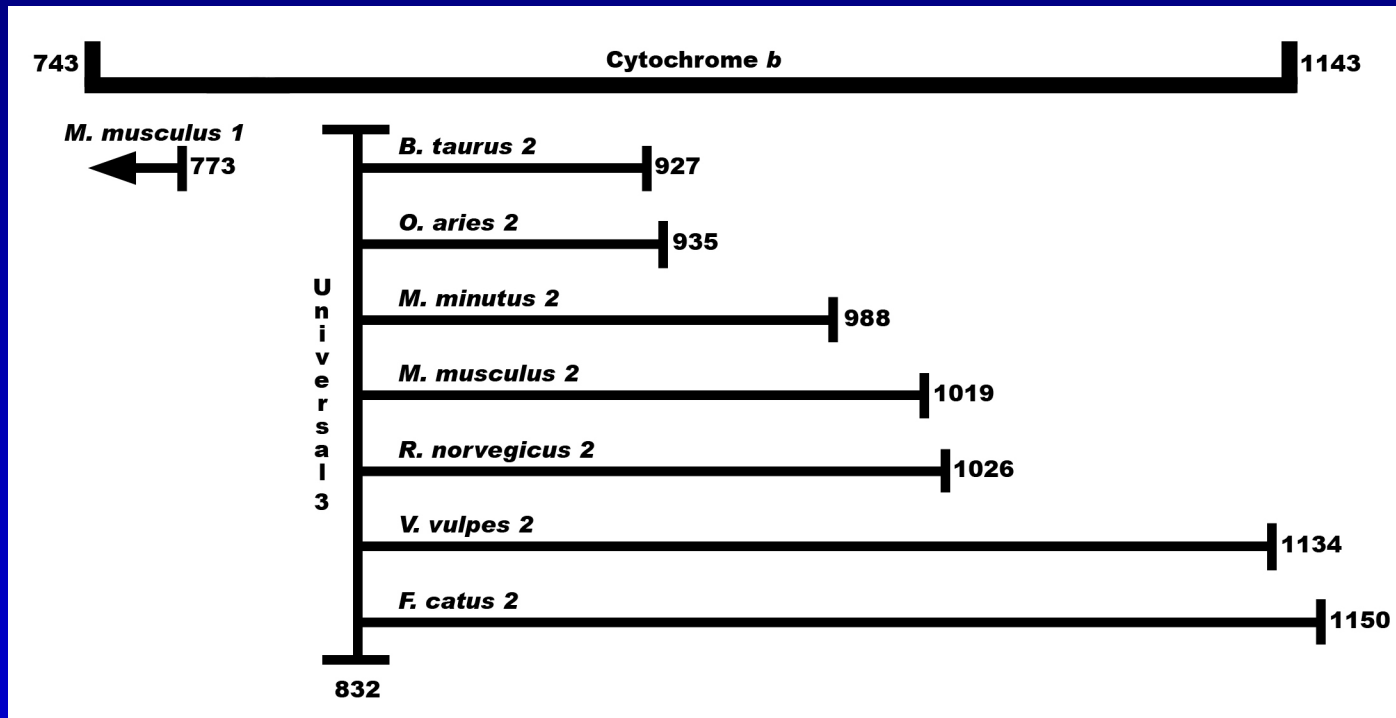 743 Cytochrome b 1143
M. musculus 1
773
B. taurus 2
927
O. aries 2
935
M. minutus 2
988
M. musculus 2
1019
R. norvegicus 2
1026
V. vulpes 2
1134
F. catus 2
1150
Universal 3
832